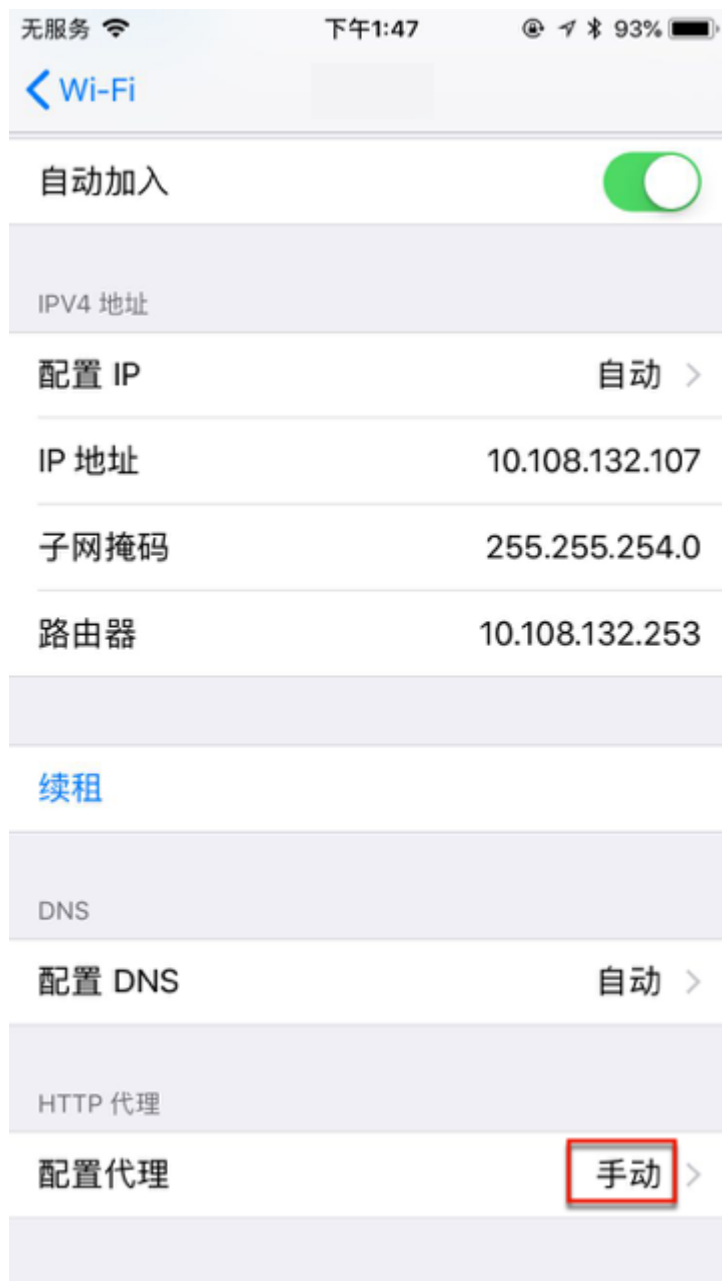 无服务 下午1:47 93%
Wi-Fi
自动加入
IPV4 地址
配置 IP 自动
IP 地址 10.108.132.107
子网掩码 255.255.254.0
路由器 10.108.132.253
续租
DNS
配置 DNS 自动
HTTP 代理
配置代理 手动